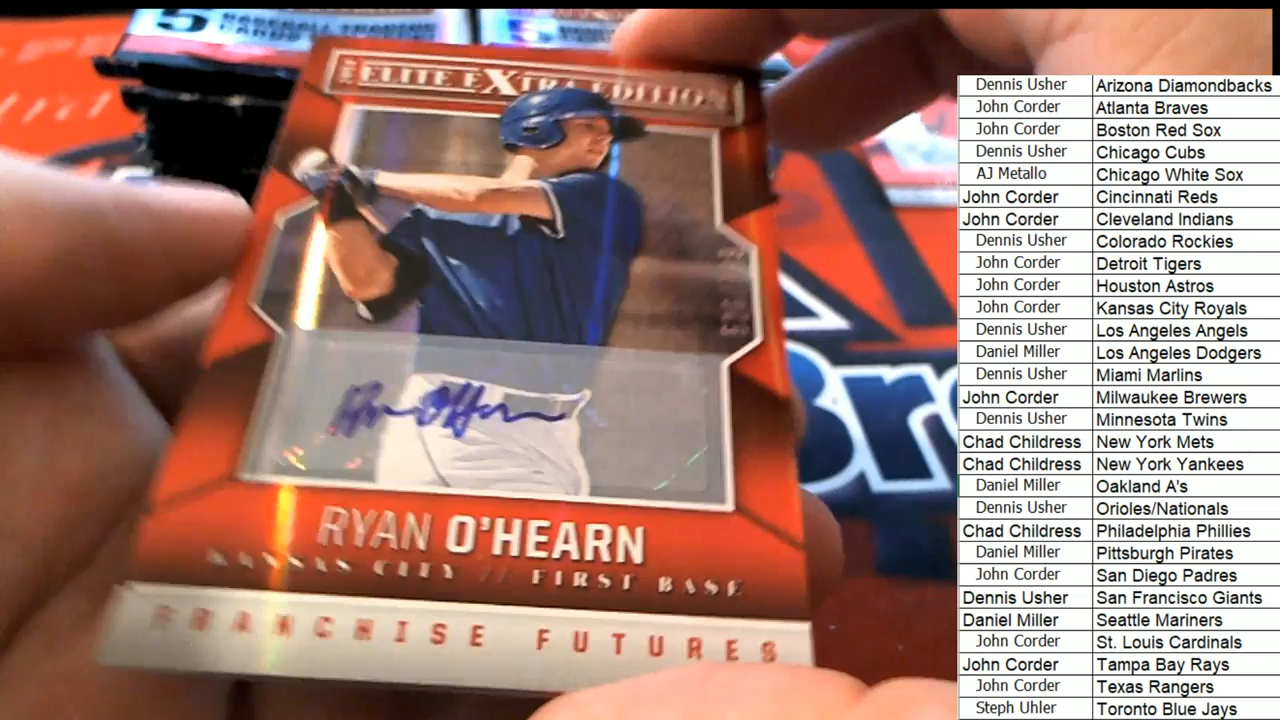 5 BASEBALL TRADING
ELITE EXTRA EDITION
RYAN O'HEARN
KANSAS CITY // FIRST BASE
FRANCHISE FUTURES
Dennis Usher Arizona Diamondbacks
John Corder Atlanta Braves
John Corder Boston Red Sox
Dennis Usher Chicago Cubs
AJ Metallo Chicago White Sox
John Corder Cincinnati Reds
John Corder Cleveland Indians
Dennis Usher Colorado Rockies
John Corder Detroit Tigers
John Corder Houston Astros
John Corder Kansas City Royals
Dennis Usher Los Angeles Angels
Daniel Miller Los Angeles Dodgers
Dennis Usher Miami Marlins
John Corder Milwaukee Brewers
Dennis Usher Minnesota Twins
Chad Childress New York Mets
Chad Childress New York Yankees
Daniel Miller Oakland A's
Dennis Usher Orioles/Nationals
Chad Childress Philadelphia Phillies
Daniel Miller Pittsburgh Pirates
John Corder San Diego Padres
Dennis Usher San Francisco Giants
Daniel Miller Seattle Mariners
John Corder St. Louis Cardinals
John Corder Tampa Bay Rays
John Corder Texas Rangers
Steph Uhler Toronto Blue Jays